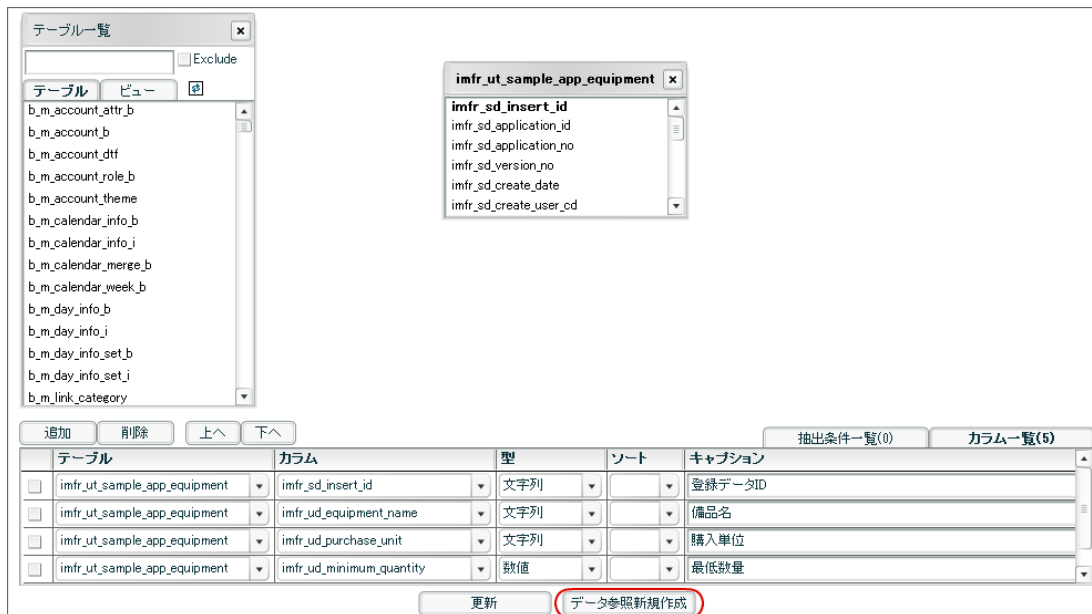 テーブル一覧
Exclude
テーブル ビュー
b_m_account_attr_b
b_m_account_b
b_m_account_dtf
b_m_account_role_b
b_m_account_theme
b_m_calendar_info_b
b_m_calendar_info_i
b_m_calendar_merge_b
b_m_calendar_week_b
b_m_day_info_b
b_m_day_info_i
b_m_day_info_set_b
b_m_day_info_set_i
b_m_link_category
imfr_ut_sample_app_equipment
imfr_sd_insert_id
imfr_sd_application_id
imfr_sd_application_no
imfr_sd_version_no
imfr_sd_create_date
imfr_sd_create_user_cd
追加 削除 上へ 下へ 抽出条件一覧(0) カラム一覧(5)
テーブル カラム 型 ソート キャプション
imfr_ut_sample_app_equipment imfr_sd_insert_id 文字列 登録データID
imfr_ut_sample_app_equipment imfr_ud_equipment_name 文字列 備品名
imfr_ut_sample_app_equipment imfr_ud_purchase_unit 文字列 購入単位
imfr_ut_sample_app_equipment imfr_ud_minimum_quantity 数値 最低数量
更新 データ参照新規作成